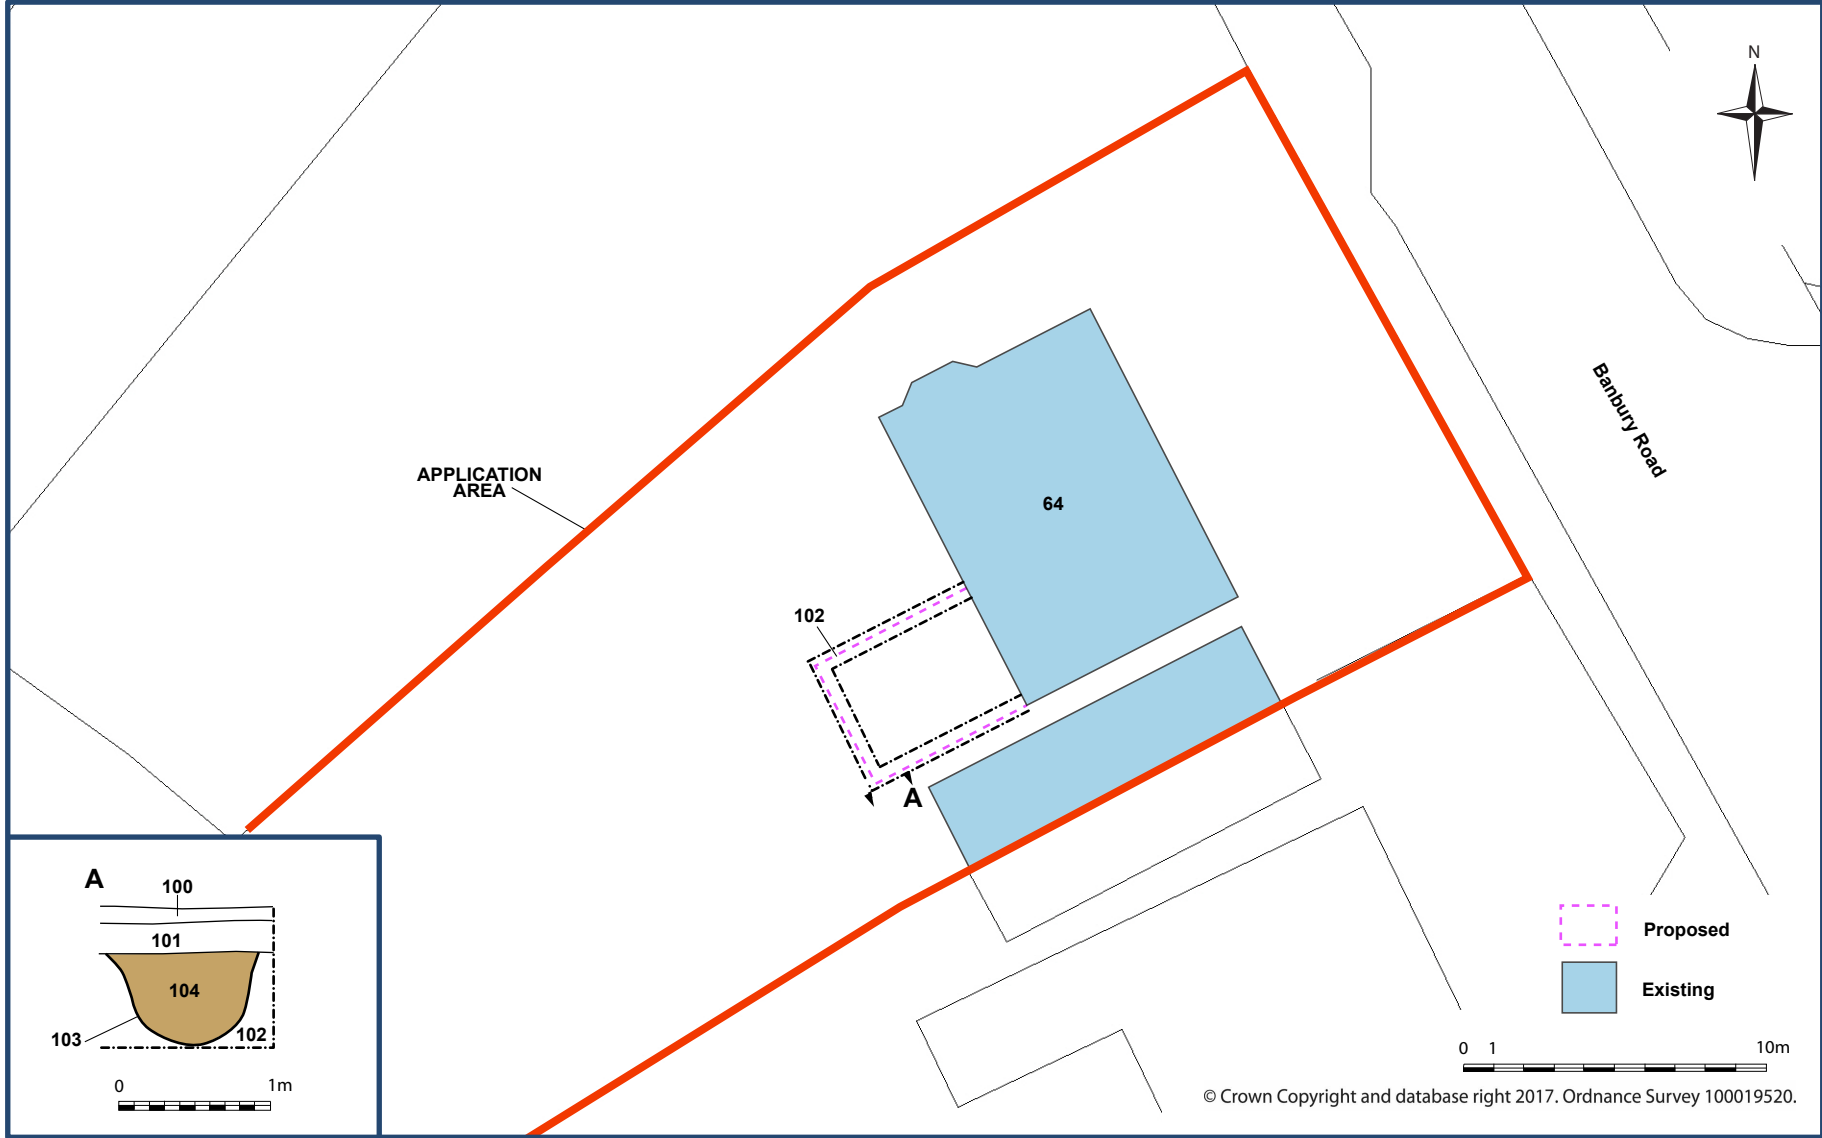 N
Banbury Road
APPLICATION
AREA
64
102
A
A
100
101
104
103
102
0 1m
Proposed
Existing
0 1 10m
© Crown Copyright and database right 2017. Ordnance Survey 100019520.